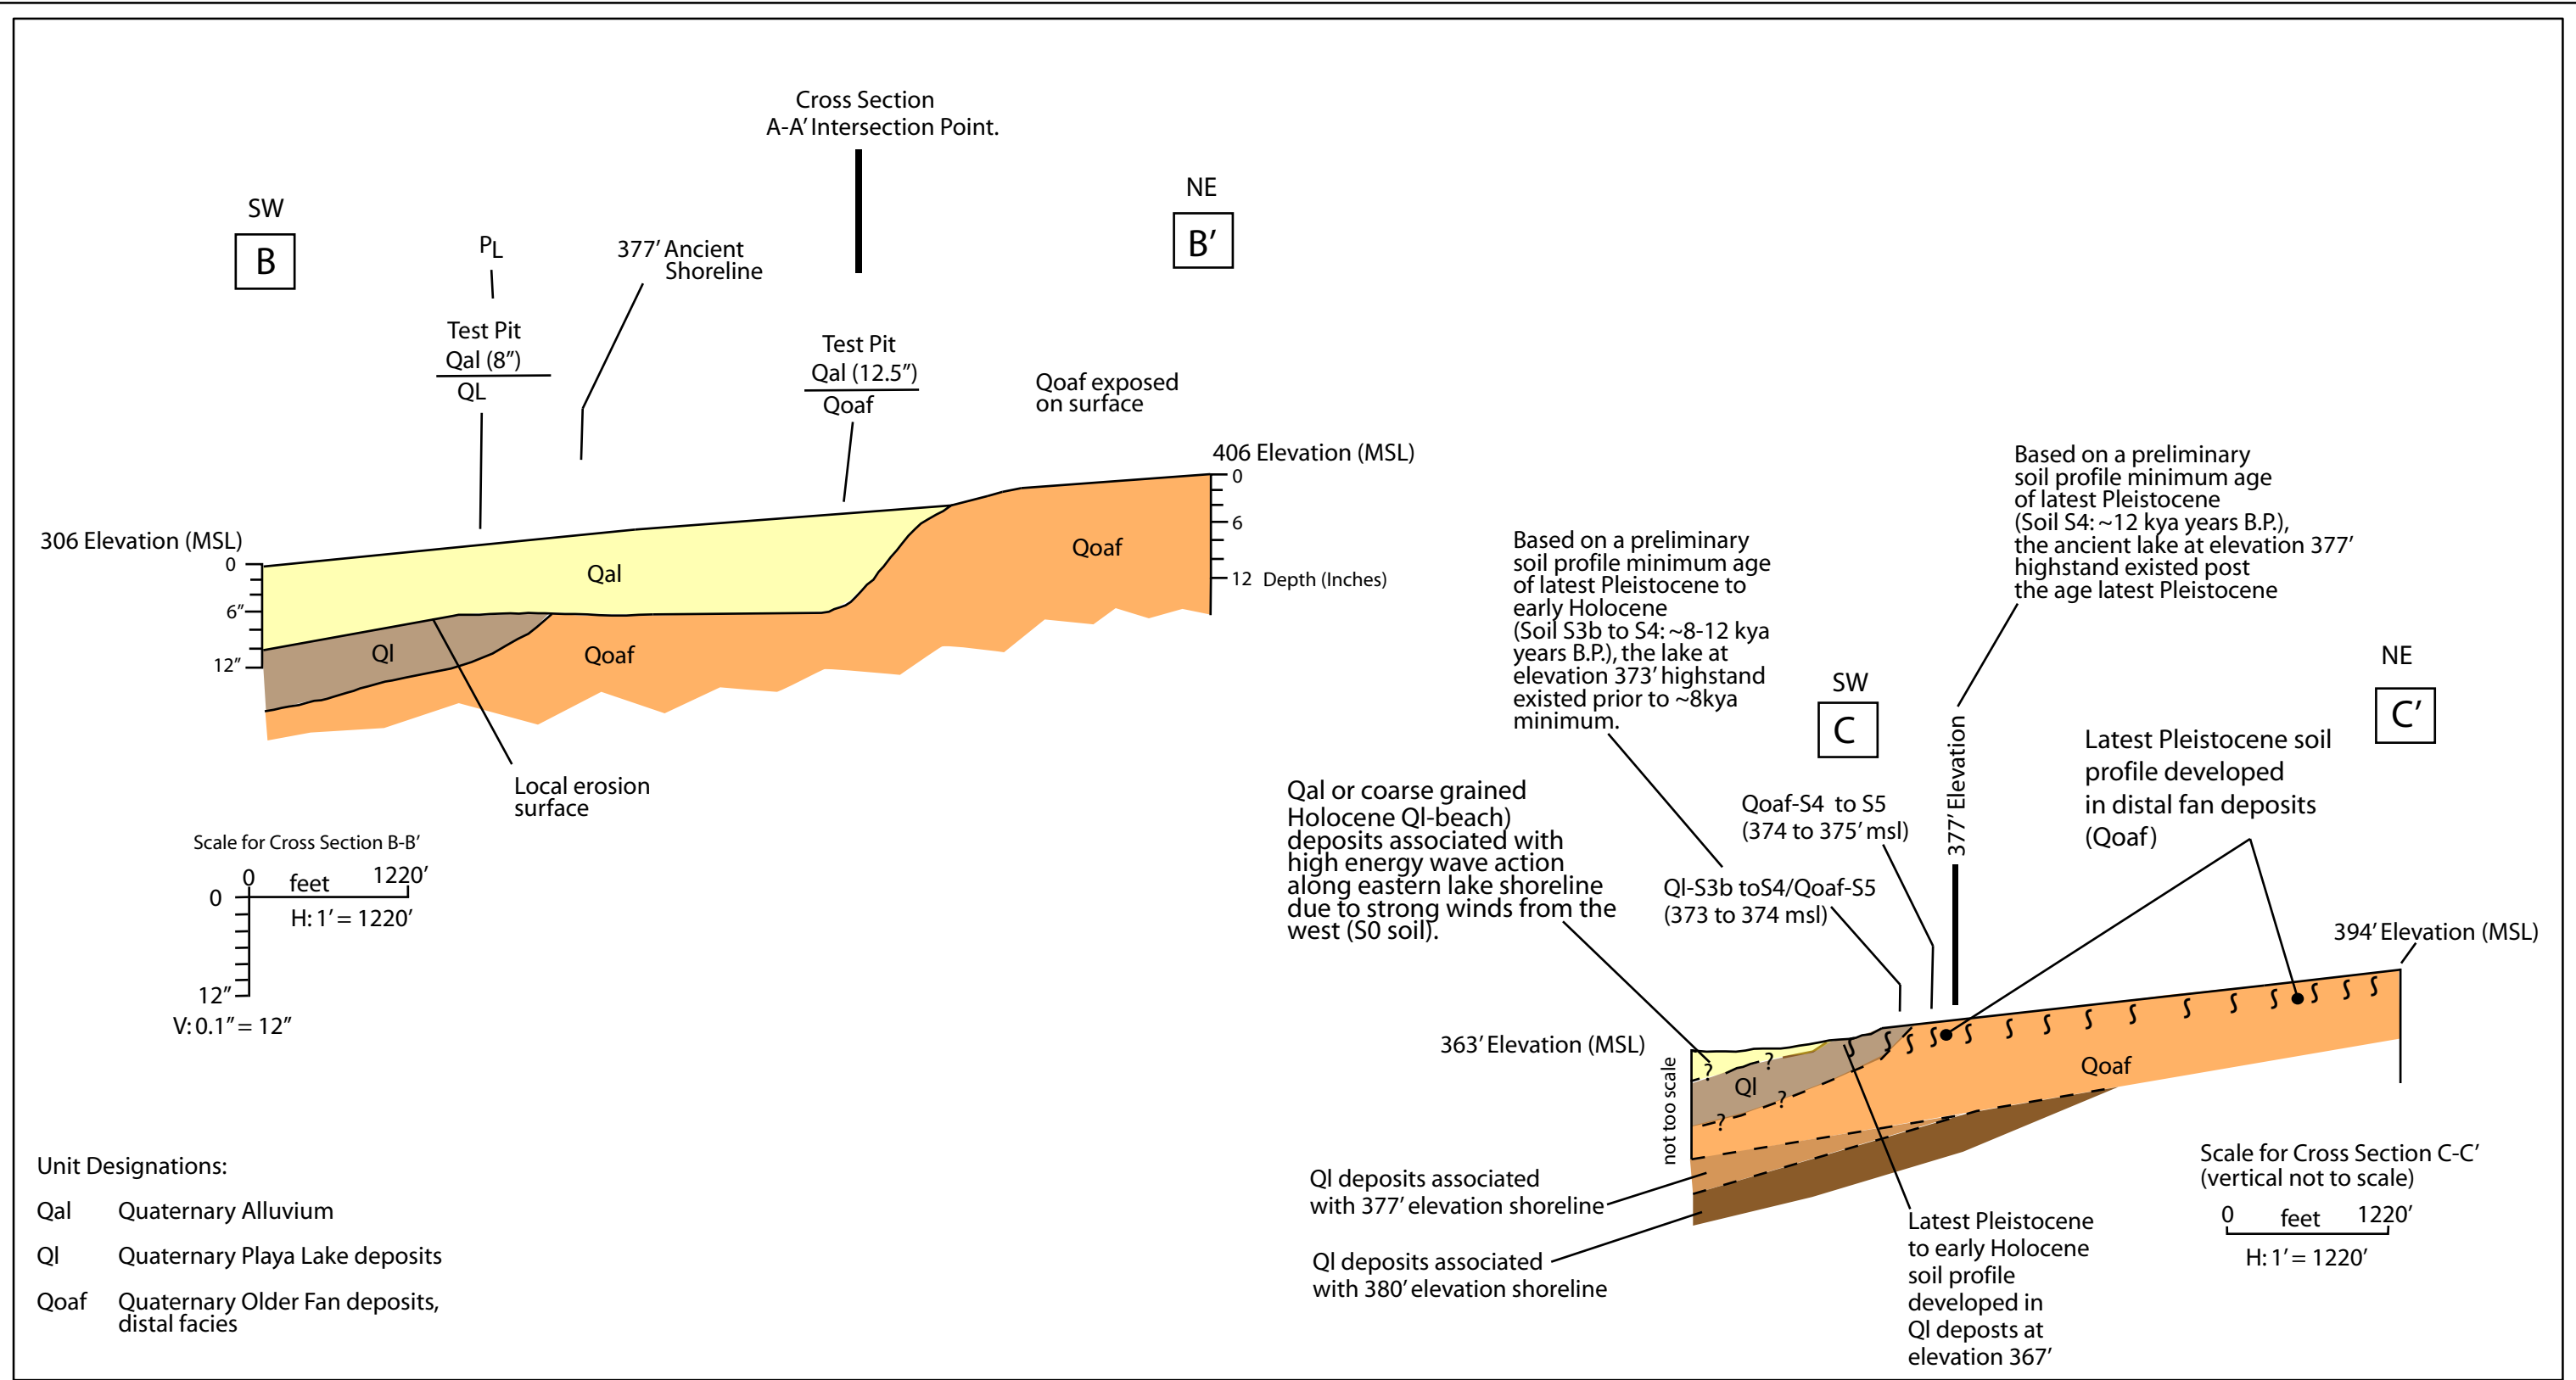 Cross Section
A-A’ Intersection Point.
SW
B
PL
377’ Ancient
Shoreline
NE
B’
Test Pit
Qal (8”)
QL
Test Pit
Qal (12.5”)
Qoaf
Qoaf exposed
on surface
406 Elevation (MSL)
0
6
12 Depth (Inches)
306 Elevation (MSL)
0
6”
12”
Qal
Qoaf
Ql
Qoaf
Local erosion
surface
Scale for Cross Section B-B’
0
feet
1220’
0
H: 1’ = 1220’
12”
V: 0.1” = 12”
Unit Designations:
Qal Quaternary Alluvium
Ql Quaternary Playa Lake deposits
Qoaf Quaternary Older Fan deposits,
distal facies
Based on a preliminary
soil profile minimum age
of latest Pleistocene to
early Holocene
(Soil S3b to S4: ~8-12 kya
years B.P.), the lake at
elevation 373’ highstand
existed prior to ~8kya
minimum.
Based on a preliminary
soil profile minimum age
of latest Pleistocene
(Soil S4: ~12 kya years B.P.),
the ancient lake at elevation 377’
highstand existed post
the age latest Pleistocene
SW
C
NE
C’
377’ Elevation
Latest Pleistocene soil
profile developed
in distal fan deposits
(Qoaf)
Qal or coarse grained
Holocene Ql-beach)
deposits associated with
high energy wave action
along eastern lake shoreline
due to strong winds from the
west (S0 soil).
Qoaf-S4 to S5
(374 to 375’ msl)
Ql-S3b toS4/Qoaf-S5
(373 to 374 msl)
394’ Elevation (MSL)
363’ Elevation (MSL)
not too scale
?
?
Ql
?
?
Qoaf
Ql deposits associated
with 377’ elevation shoreline
Ql deposits associated
with 380’ elevation shoreline
Latest Pleistocene
to early Holocene
soil profile
developed in
Ql deposts at
elevation 367’
Scale for Cross Section C-C’
(vertical not to scale)
0
feet
1220’
H: 1’ = 1220’